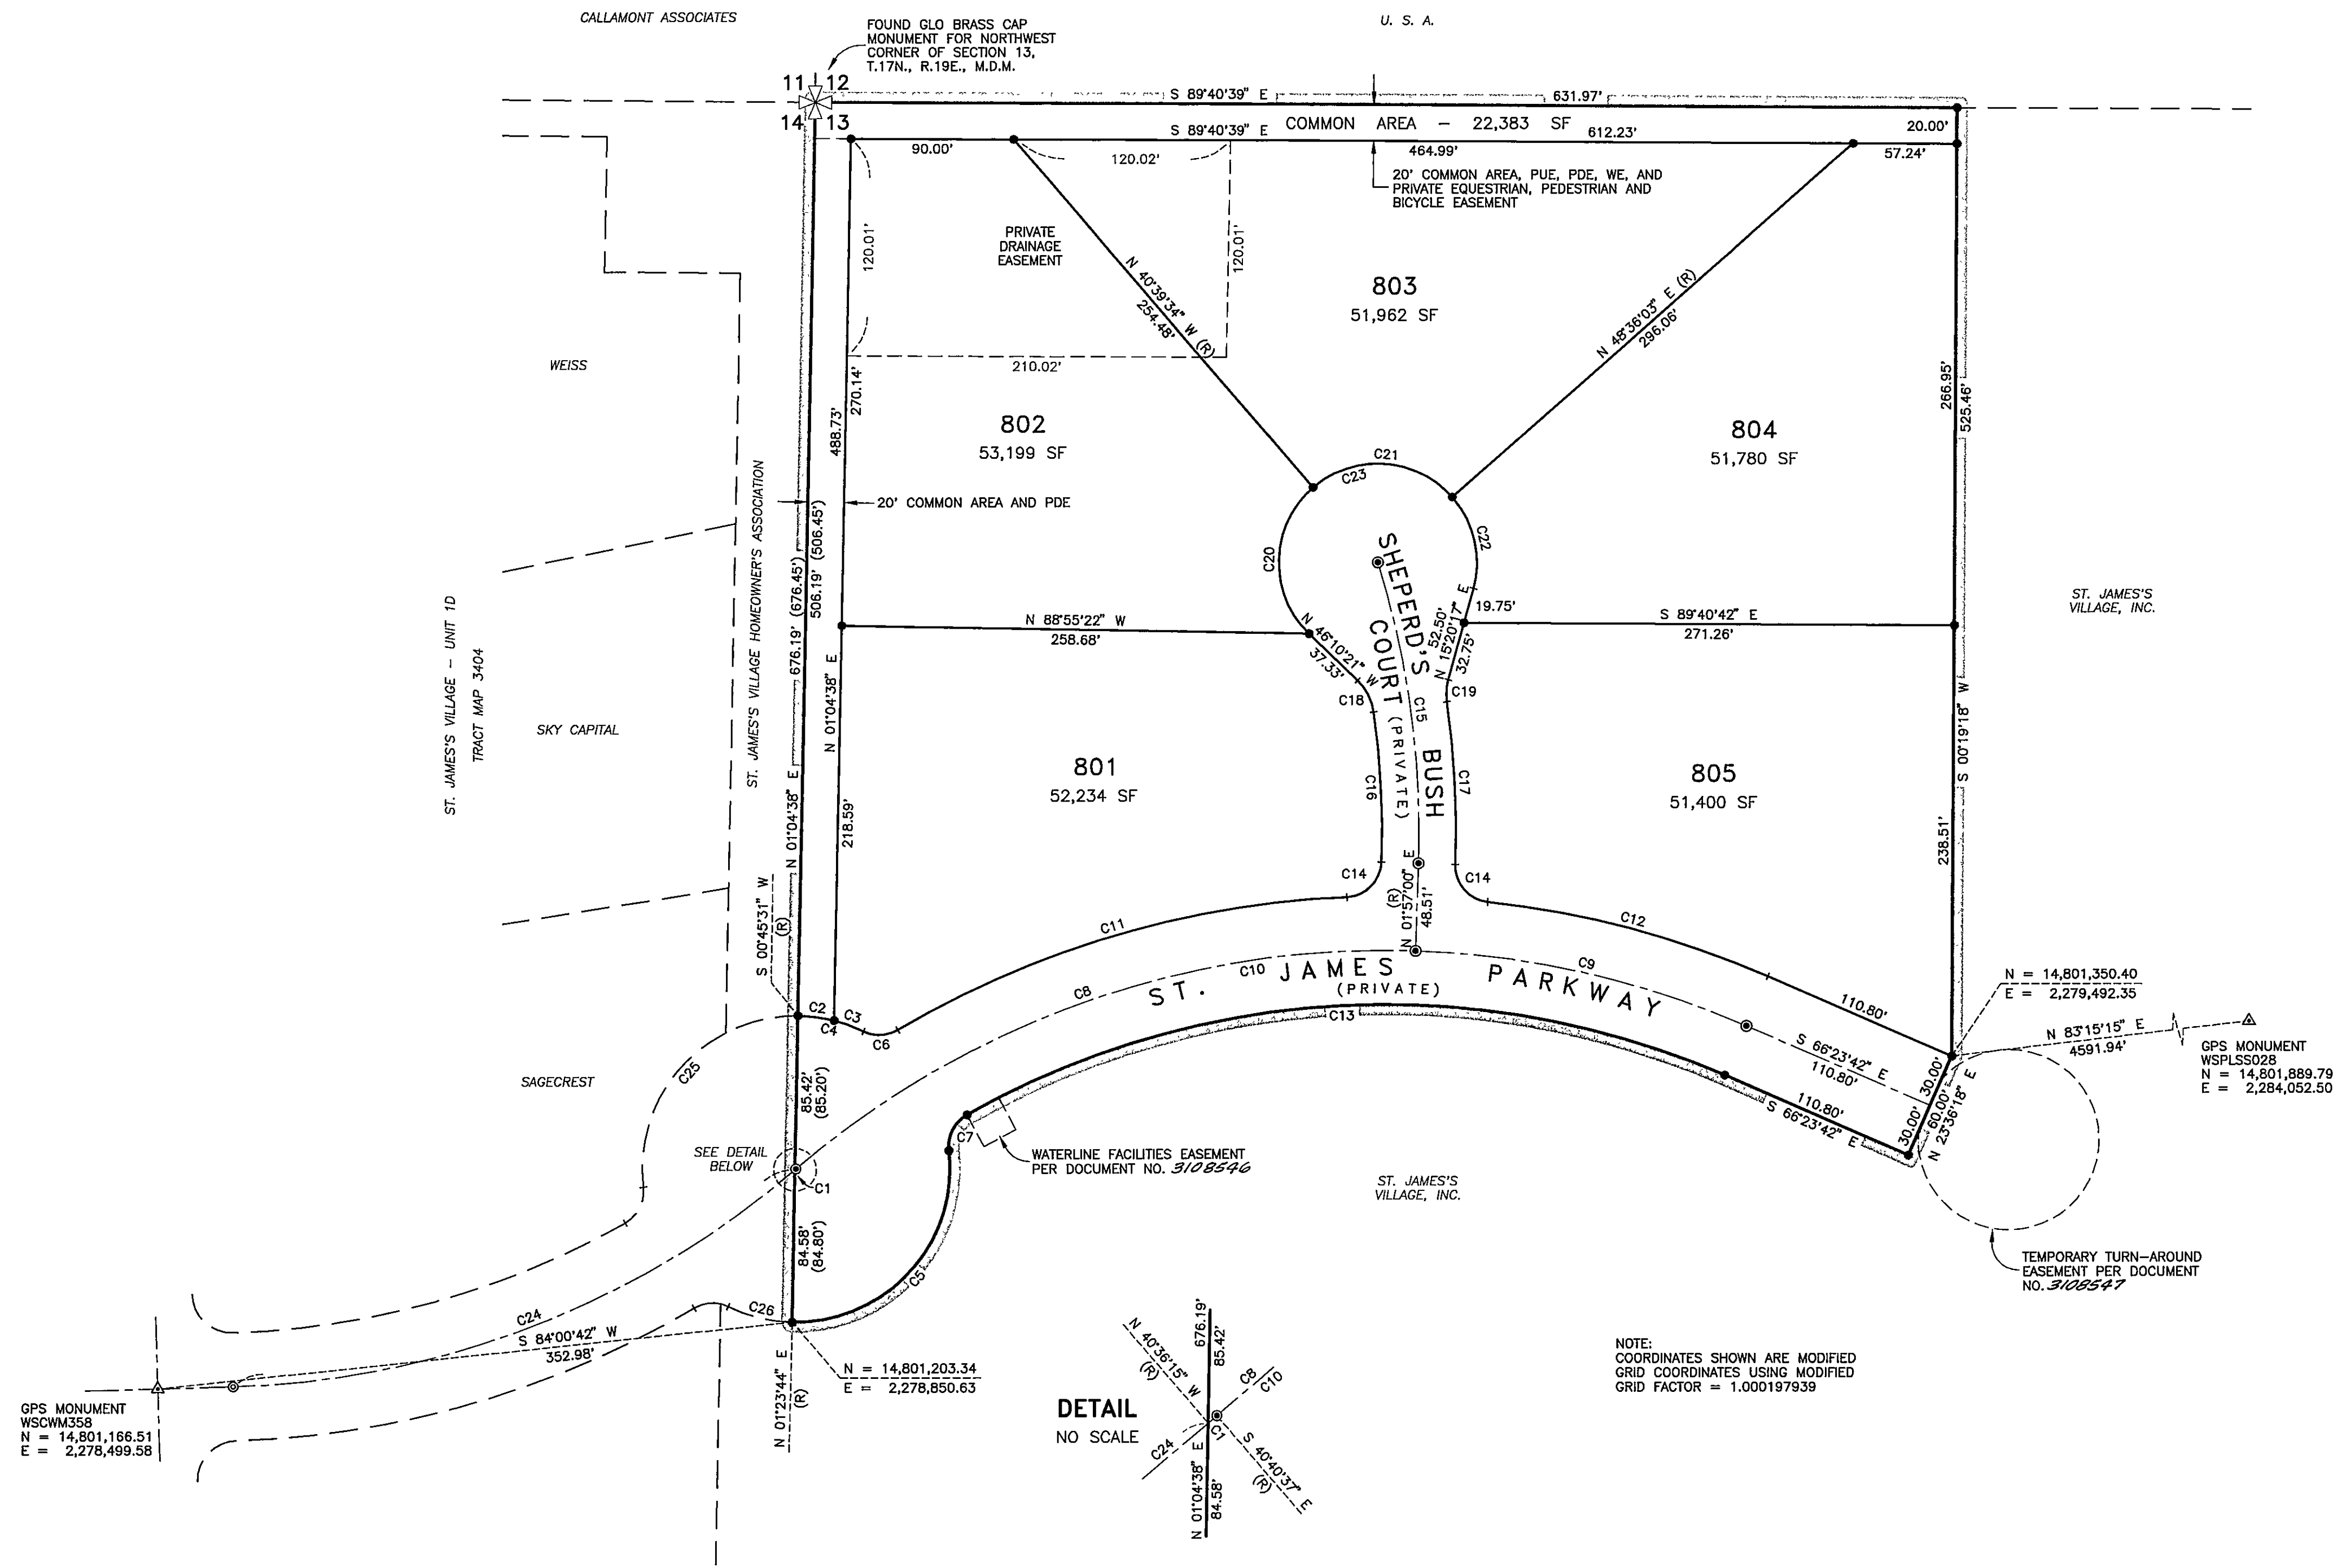 CALLAMONT ASSOCIATES
U. S. A.
FOUND GLO BRASS CAP
MONUMENT FOR NORTHWEST
CORNER OF SECTION 13,
T.17N., R.19E., M.D.M.
11 12
14 13
S 89°40'39" E
631.97'
COMMON AREA – 22,383 SF
20.00'
S 89°40'39" E
612.23'
90.00'
120.02'
464.99'
57.24'
20' COMMON AREA, PUE, PDE, WE, AND
PRIVATE EQUESTRIAN, PEDESTRIAN AND
BICYCLE EASEMENT
PRIVATE
DRAINAGE
EASEMENT
120.01'
120.01'
210.02'
N 40°39'34" W (R)
254.48'
803
51,962 SF
N 48°36'03" E (R)
296.06'
WEISS
270.14'
488.73'
802
53,199 SF
804
51,780 SF
266.95'
525.46'
C21
C23
C20
C22
20' COMMON AREA AND PDE
ST. JAMES'S VILLAGE HOMEOWNER'S ASSOCIATION
676.19' (676.45')
506.19' (506.45')
N 01°04'38" E
N 01°04'38" E
218.59'
ST. JAMES'S VILLAGE – UNIT 1D
TRACT MAP 3404
SKY CAPITAL
N 88°55'22" W
258.68'
N 46°10'21" W
37.33'
52.50'
N 15°20'17" E
19.75'
32.75'
S 89°40'42" E
271.26'
ST. JAMES'S
VILLAGE, INC.
S 00°19'18" W
238.51'
C18
C19
SHEPERD'S BUSH
COURT (PRIVATE)
C15
C16
C17
801
52,234 SF
805
51,400 SF
C14
C14
N 01°57'00" E
(R)
48.51'
S 00°45'31" W
(R)
C11
C12
C2
C3
C4
C6
C8
C10
C9
ST. JAMES PARKWAY
(PRIVATE)
C13
110.80'
S 66°23'42" E
110.80'
110.80'
S 66°23'42" E
30.00'
30.00'
60.00'
N 23°36'18" E
N = 14,801,350.40
E = 2,279,492.35
N 83°15'15" E
4591.94'
GPS MONUMENT
WSPLSS028
N = 14,801,889.79
E = 2,284,052.50
SAGECREST
C25
85.42'
(85.20')
SEE DETAIL
BELOW
C1
C7
WATERLINE FACILITIES EASEMENT
PER DOCUMENT NO. 3108546
ST. JAMES'S
VILLAGE, INC.
84.58'
(84.80')
C5
TEMPORARY TURN–AROUND
EASEMENT PER DOCUMENT
NO. 3108547
C26
C24
S 84°00'42" W
352.98'
N = 14,801,203.34
E = 2,278,850.63
N 01°23'44" E
(R)
GPS MONUMENT
WSCWM358
N = 14,801,166.51
E = 2,278,499.58
DETAIL
NO SCALE
N 40°36'15" W
(R)
676.19'
85.42'
C8
C10
C24
C1
S 40°40'37" E
(R)
N 01°04'38" E
84.58'
NOTE:
COORDINATES SHOWN ARE MODIFIED
GRID COORDINATES USING MODIFIED
GRID FACTOR = 1.000197939